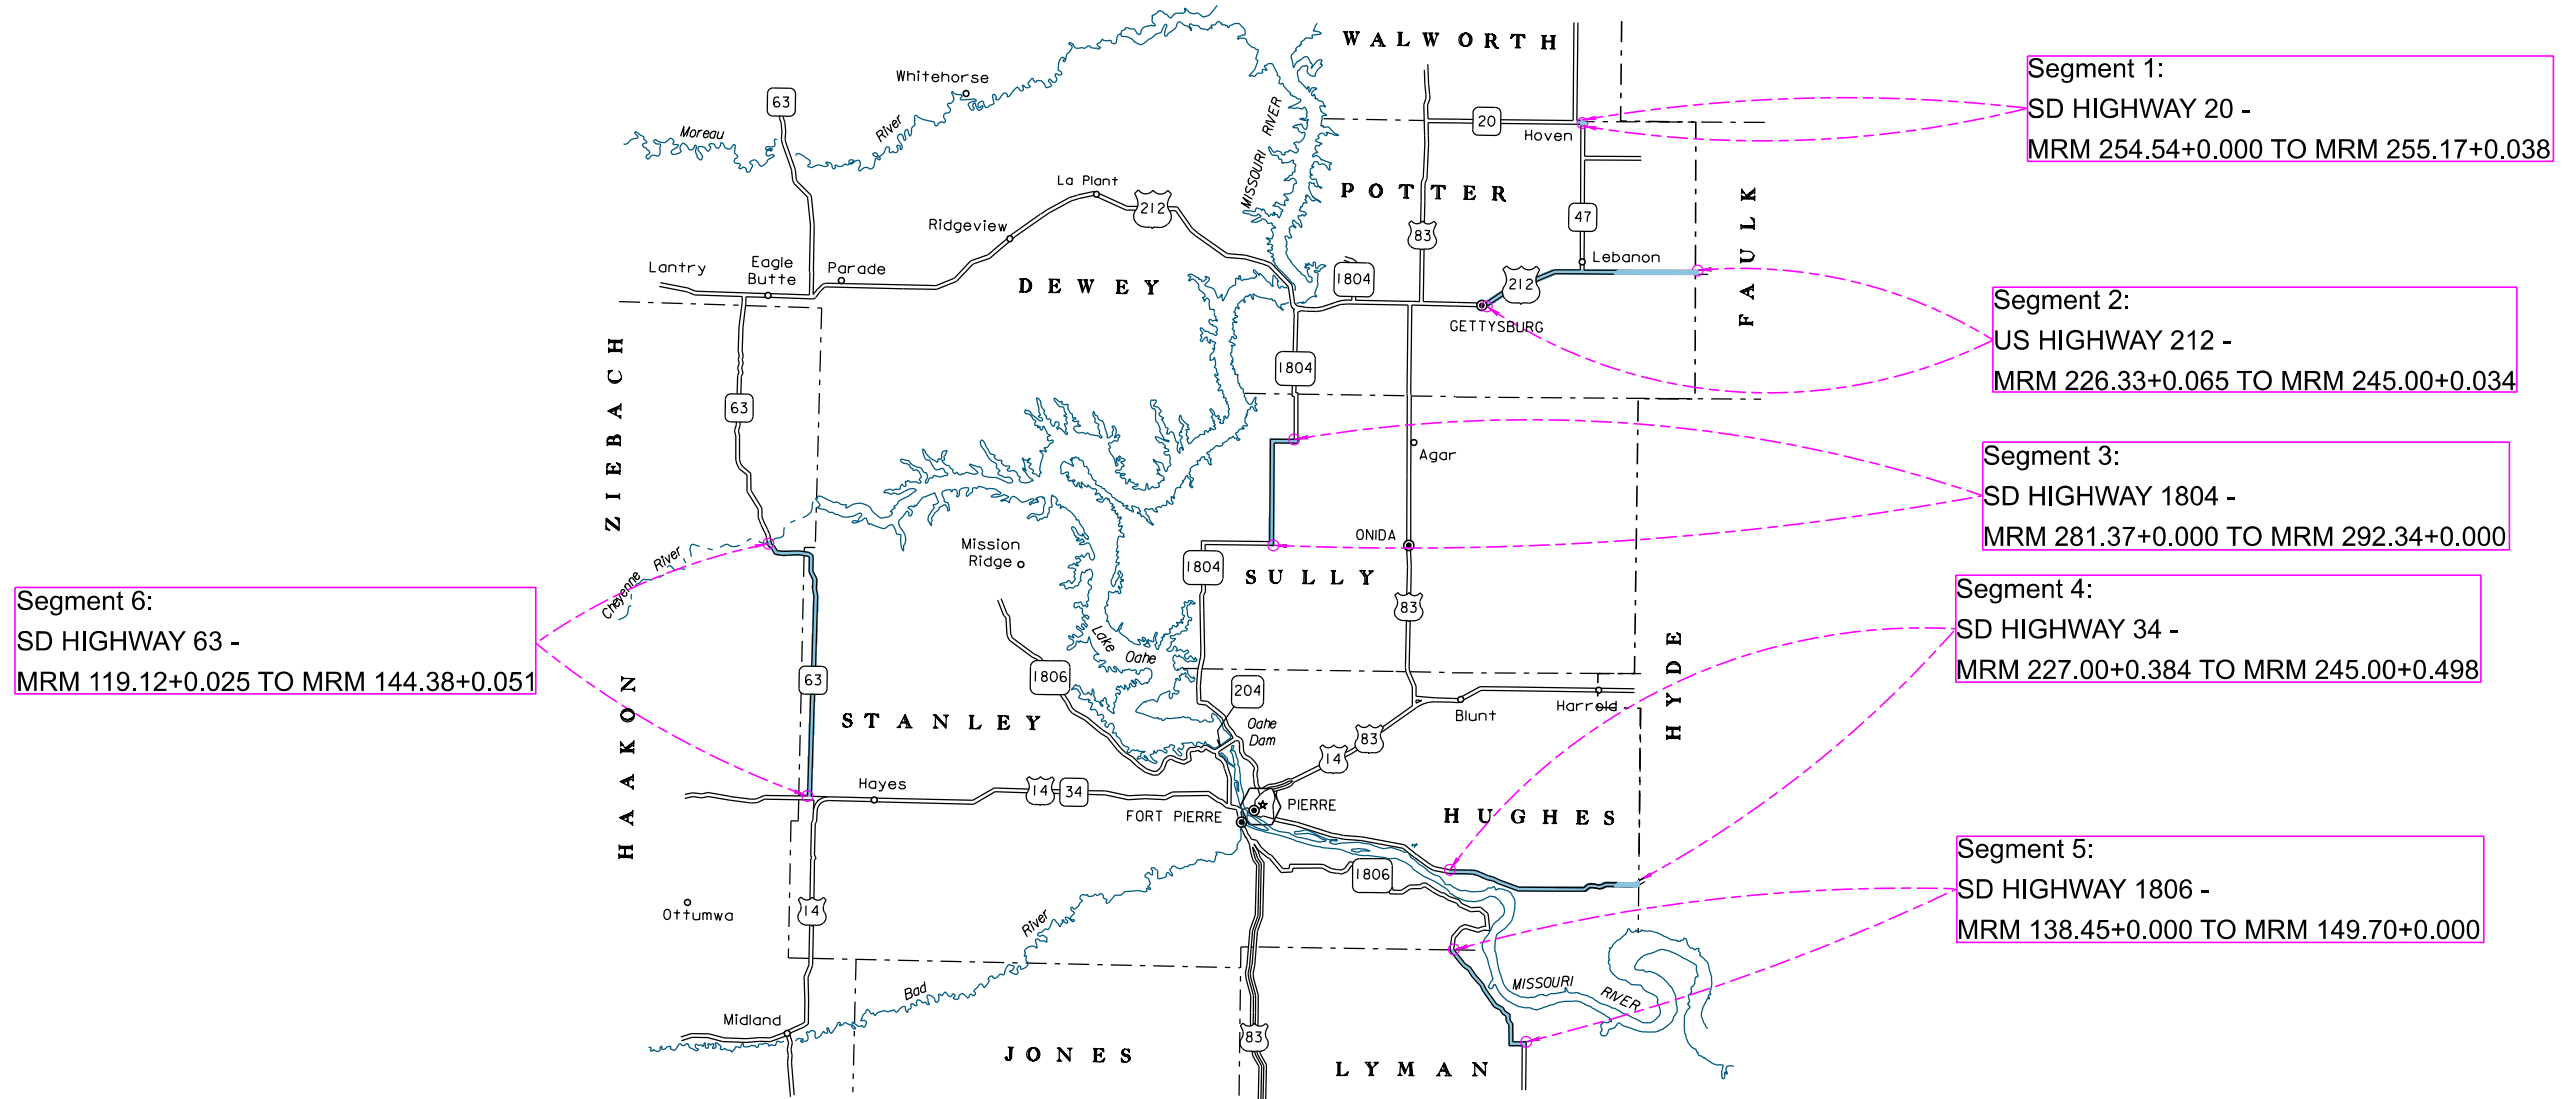 WALWORTH
Segment 1:
SD HIGHWAY 20 -
MRM 254.54+0.000 TO MRM 255.17+0.038
Whitehorse
63
Moreau
River
MISSOURI RIVER
20
Hoven
La Plant
212
POTTER
FAULK
47
83
Ridgeview
Lantry
Eagle
Butte
Parade
DEWEY
1804
Lebanon
212
GETTYSBURG
Segment 2:
US HIGHWAY 212 -
MRM 226.33+0.065 TO MRM 245.00+0.034
1804
ZIEBACH
63
Agar
Segment 3:
SD HIGHWAY 1804 -
MRM 281.37+0.000 TO MRM 292.34+0.000
Mission
Ridge
ONIDA
Cheyenne
River
1804
SULLY
83
Segment 6:
SD HIGHWAY 63 -
MRM 119.12+0.025 TO MRM 144.38+0.051
Segment 4:
SD HIGHWAY 34 -
MRM 227.00+0.384 TO MRM 245.00+0.498
Lake
Oahe
1806
63
204
HYDE
HAAKON
STANLEY
Oahe
Dam
Blunt
Harrold
83
14
Hayes
14
34
FORT PIERRE
PIERRE
HUGHES
Segment 5:
SD HIGHWAY 1806 -
MRM 138.45+0.000 TO MRM 149.70+0.000
1806
Ottumwa
14
River
Bad
MISSOURI
RIVER
Midland
83
JONES
LYMAN